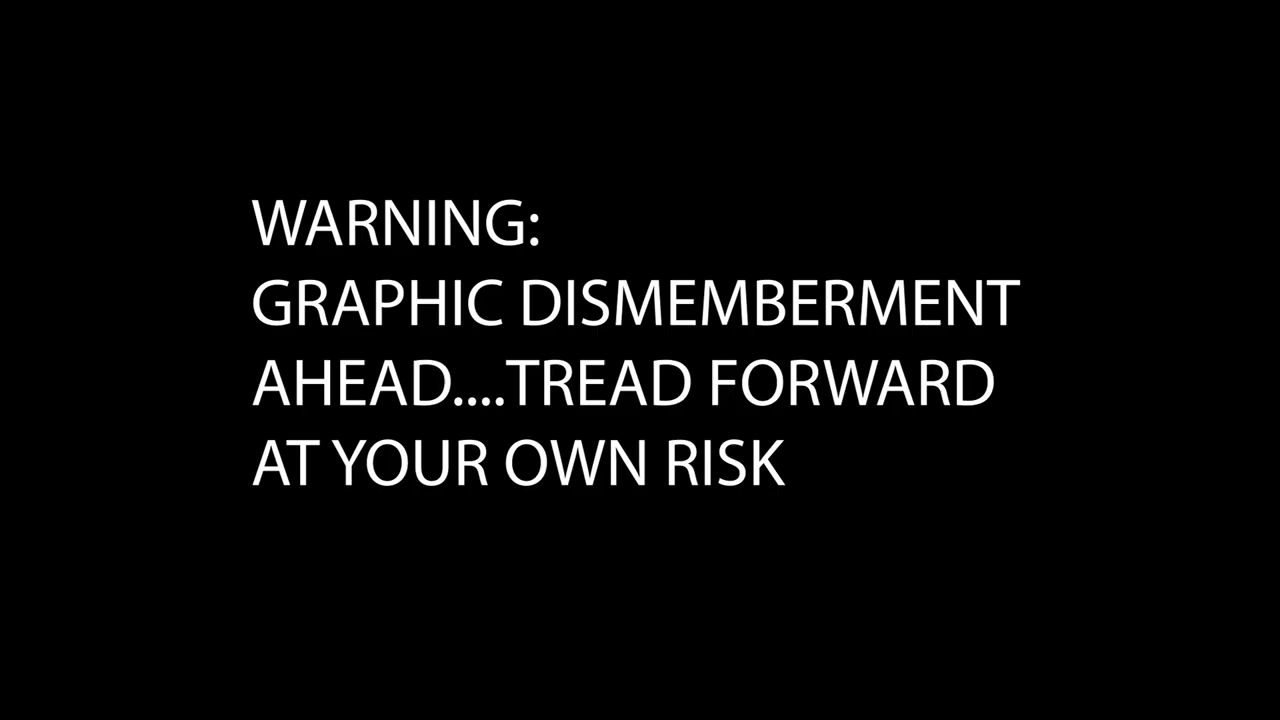 WARNING:
GRAPHIC DISMEMBERMENT
AHEAD....TREAD FORWARD
AT YOUR OWN RISK